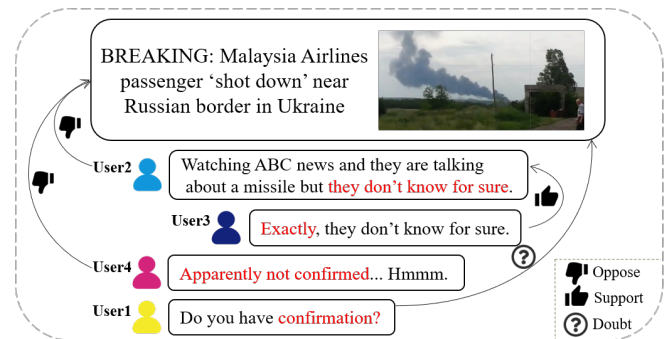 BREAKING: Malaysia Airlines
passenger ‘shot down’ near
Russian border in Ukraine
User2
Watching ABC news and they are talking
about a missile but they don’t know for sure.
User3
Exactly, they don’t know for sure.
User4
Apparently not confirmed... Hmmm.
User1
Do you have confirmation?
?
Oppose
Support
? Doubt